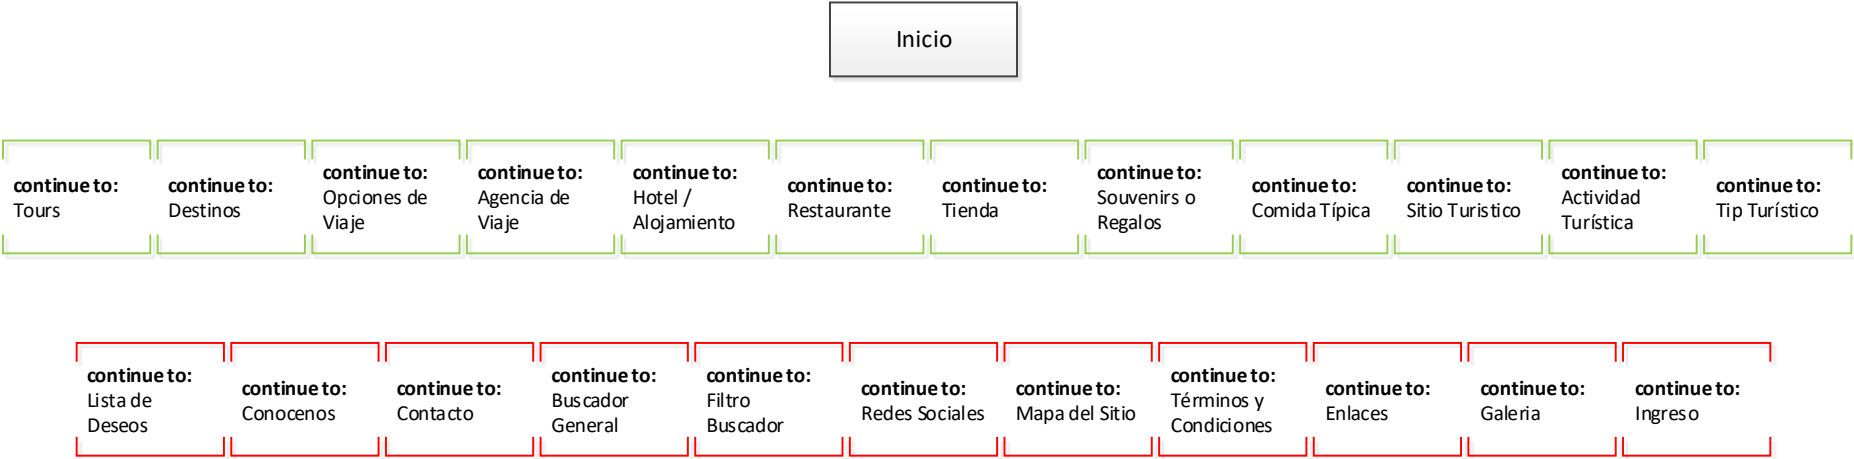 Inicio
continue to:
Tours
continue to:
Destinos
continue to:
Opciones de
Viaje
continue to:
Agencia de
Viaje
continue to:
Hotel /
Alojamiento
continue to:
Restaurante
continue to:
Tienda
continue to:
Souvenirs o
Regalos
continue to:
Comida Típica
continue to:
Sitio Turistico
continue to:
Actividad
Turística
continue to:
Tip Turístico
continue to:
Lista de
Deseos
continue to:
Conocenos
continue to:
Contacto
continue to:
Buscador
General
continue to:
Filtro
Buscador
continue to:
Redes Sociales
continue to:
Mapa del Sitio
continue to:
Términos y
Condiciones
continue to:
Enlaces
continue to:
Galeria
continue to:
Ingreso